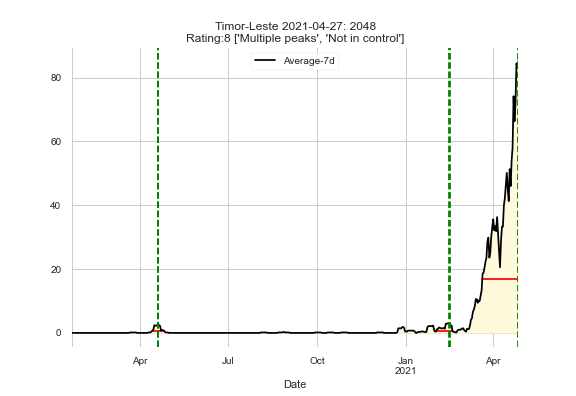 Timor-Leste 2021-04-27: 2048
Rating:8 ['Multiple peaks', 'Not in control']
Average-7d
80
60
40
20
0
Apr Jul Oct Jan Apr
2021
Date